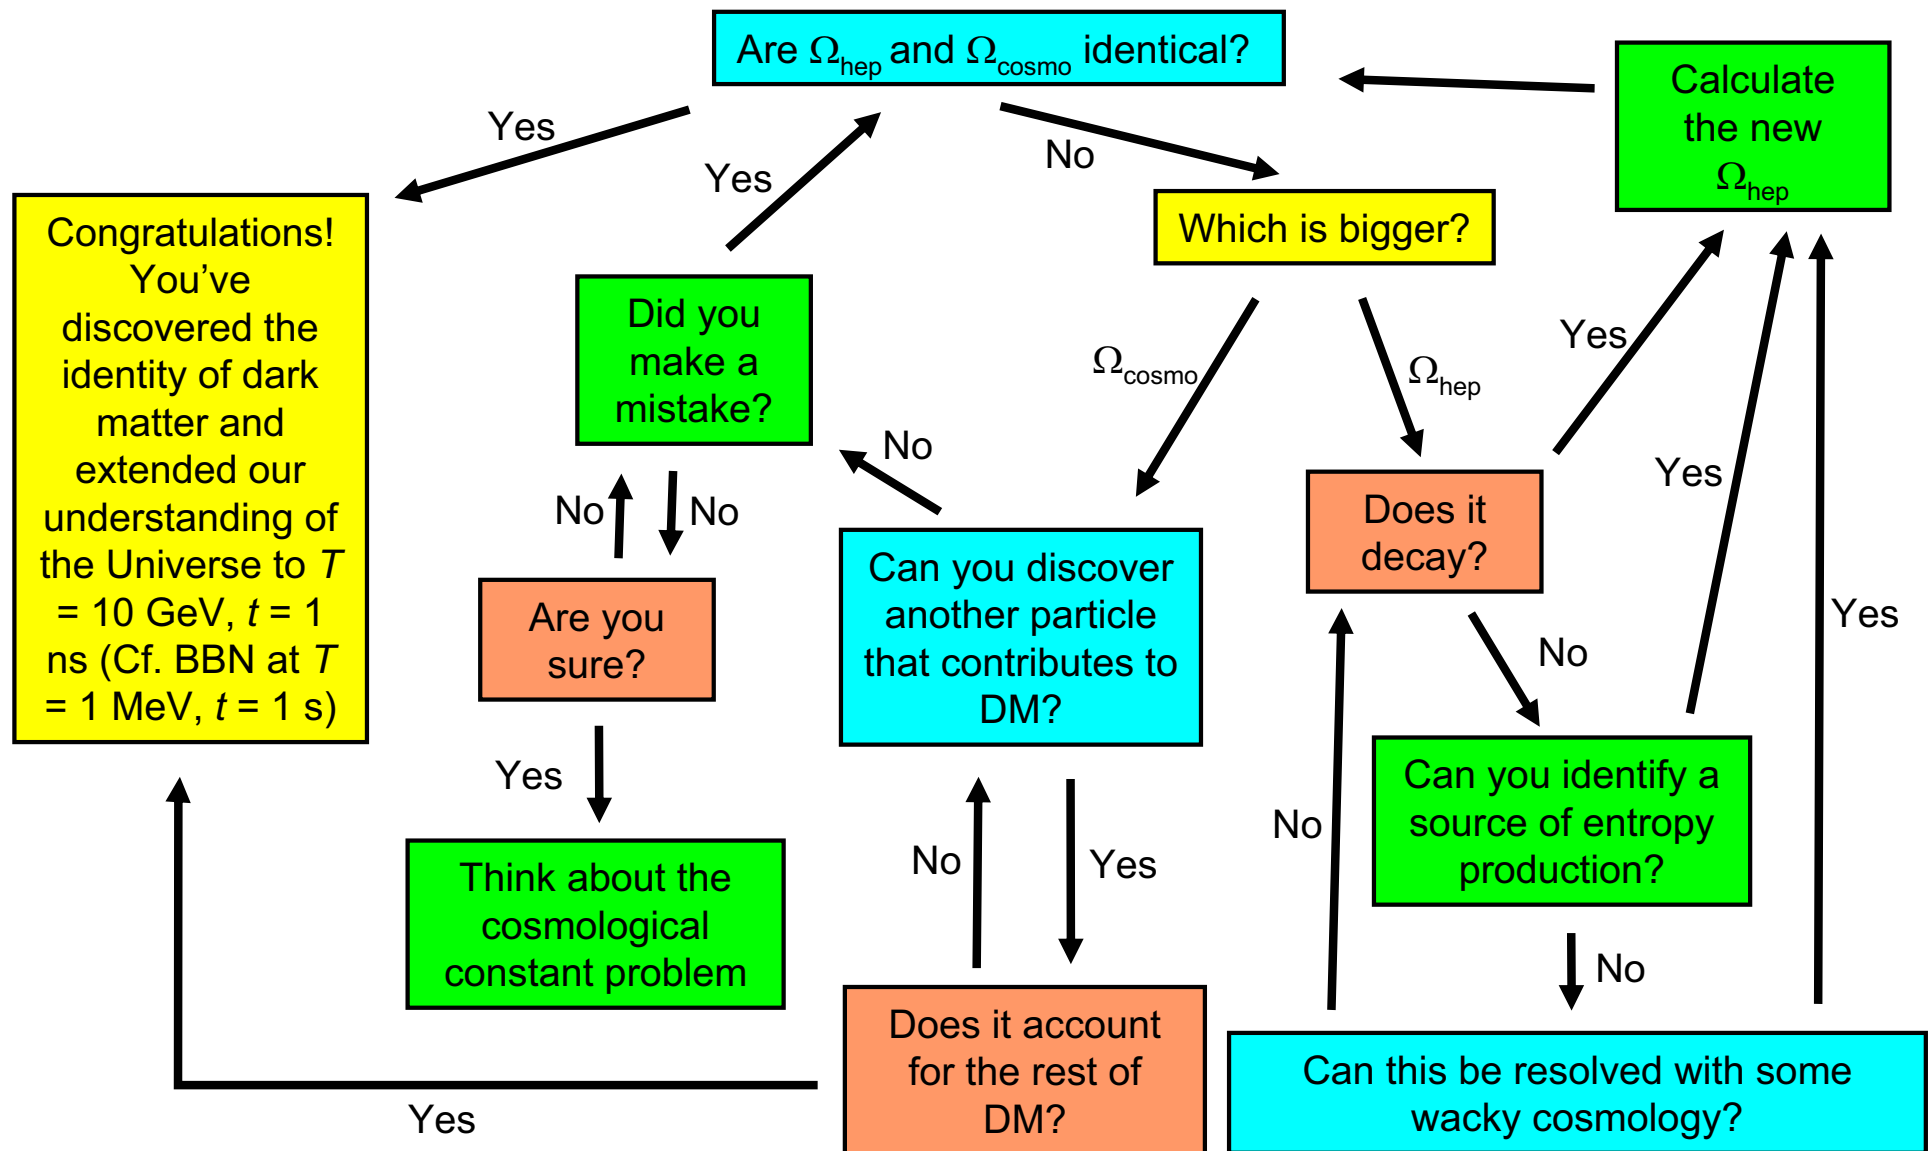 Are Ωhep and Ωcosmo identical?
Calculate
the new
Ωhep
Yes
Yes
No
Which is bigger?
Congratulations!
You’ve
discovered the
identity of dark
matter and
extended our
understanding of
the Universe to T
= 10 GeV, t = 1
ns (Cf. BBN at T
= 1 MeV, t = 1 s)
Did you
make a
mistake?
Ωcosmo
Ωhep
Yes
No
Yes
No
No
Does it
decay?
Can you discover
another particle
that contributes to
DM?
Are you
sure?
No
Yes
Yes
Can you identify a
source of entropy
production?
No
No
Yes
Think about the
cosmological
constant problem
No
Does it account
for the rest of
DM?
Yes
Can this be resolved with some
wacky cosmology?